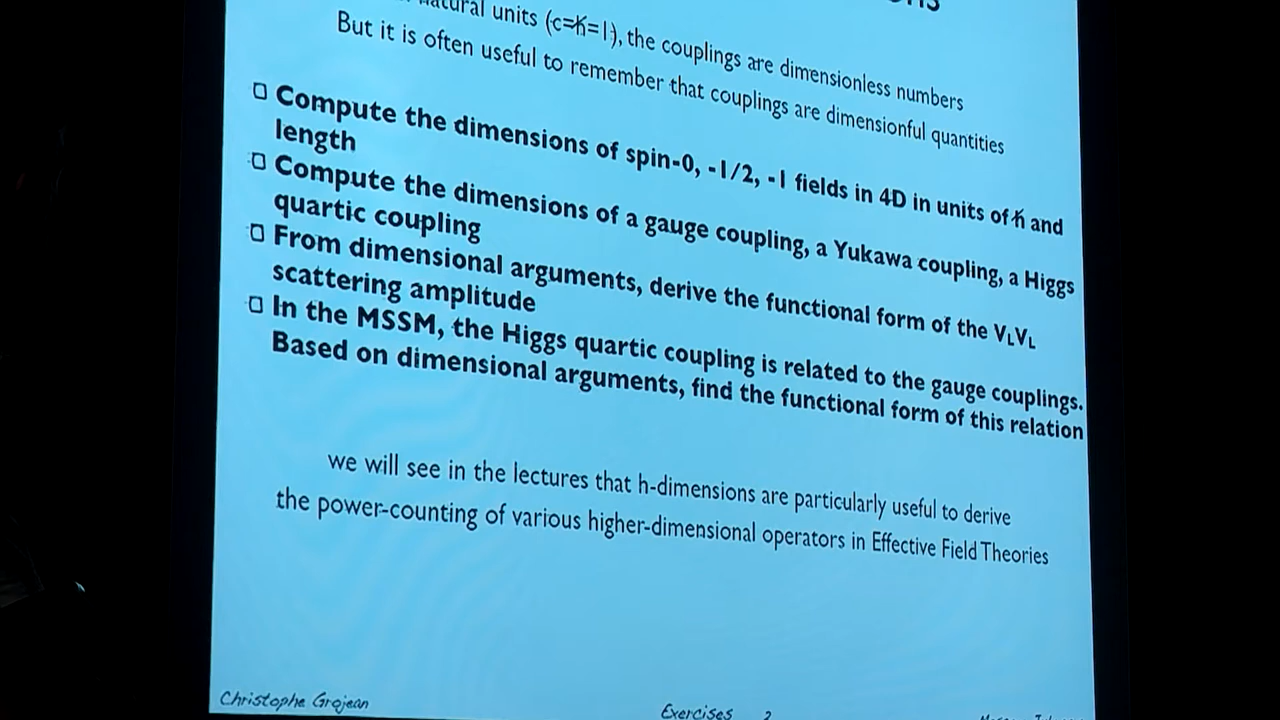 natural units (c=ħ=1), the couplings are dimensionless numbers
But it is often useful to remember that couplings are dimensionful quantities
□ Compute the dimensions of spin-0, -1/2, -1 fields in 4D in units of ħ and
length
□ Compute the dimensions of a gauge coupling, a Yukawa coupling, a Higgs
quartic coupling
□ From dimensional arguments, derive the functional form of the VLVL
scattering amplitude
□ In the MSSM, the Higgs quartic coupling is related to the gauge couplings.
Based on dimensional arguments, find the functional form of this relation
we will see in the lectures that h-dimensions are particularly useful to derive
the power-counting of various higher-dimensional operators in Effective Field Theories
Christophe Grojean
Exercises 2